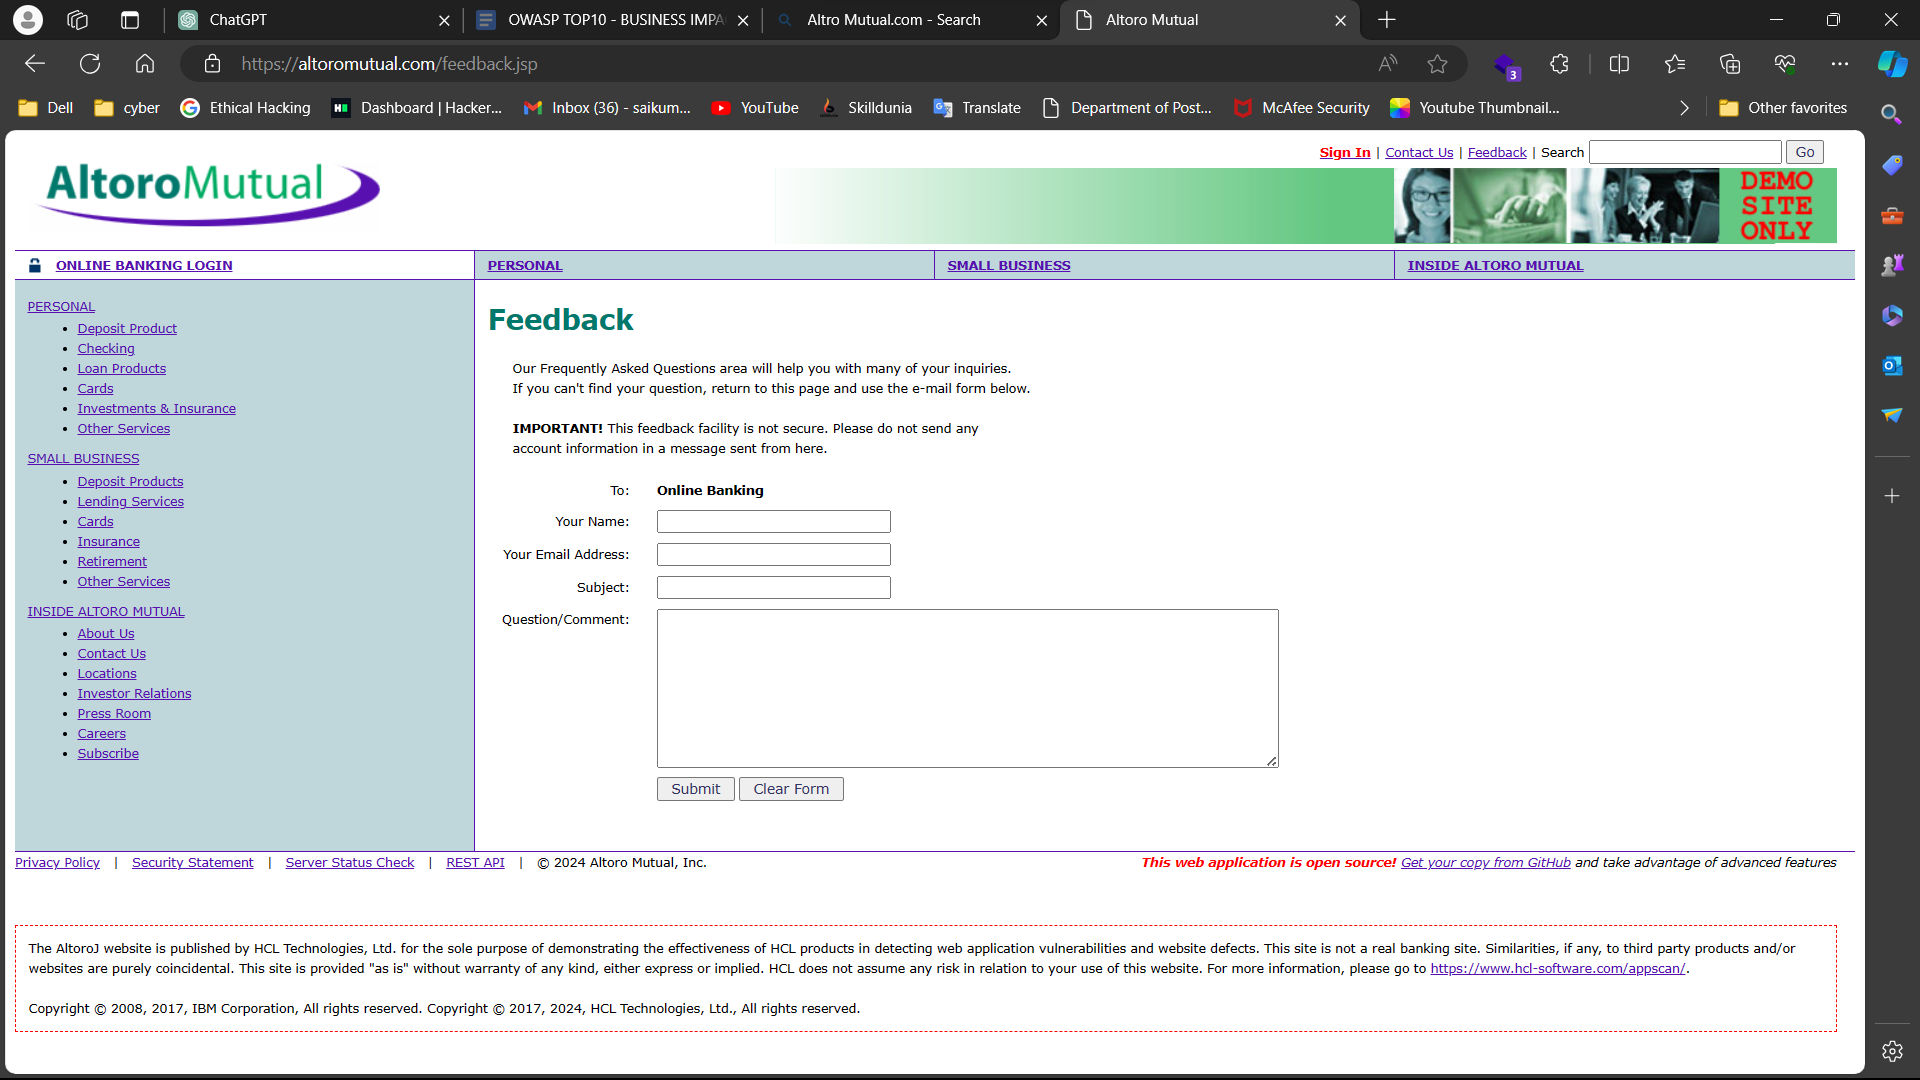 ChatGPT
OWASP TOP10 - BUSINESS IMPA
Altro Mutual.com - Search
Altoro Mutual
https://altoromutual.com/feedback.jsp
3
Dell
cyber
Ethical Hacking
Dashboard | Hacker...
Inbox (36) - saikum...
YouTube
Skilldunia
Translate
Department of Post...
McAfee Security
Youtube Thumbnail...
Other favorites
AltoroMutual
Sign In | Contact Us | Feedback | Search Go
DEMO
SITE
ONLY
ONLINE BANKING LOGIN
PERSONAL
SMALL BUSINESS
INSIDE ALTORO MUTUAL
PERSONAL
• Deposit Product
• Checking
• Loan Products
• Cards
• Investments & Insurance
• Other Services
SMALL BUSINESS
• Deposit Products
• Lending Services
• Cards
• Insurance
• Retirement
• Other Services
INSIDE ALTORO MUTUAL
• About Us
• Contact Us
• Locations
• Investor Relations
• Press Room
• Careers
• Subscribe
Feedback
Our Frequently Asked Questions area will help you with many of your inquiries.
If you can't find your question, return to this page and use the e-mail form below.
IMPORTANT! This feedback facility is not secure. Please do not send any
account information in a message sent from here.
To: Online Banking
Your Name:
Your Email Address:
Subject:
Question/Comment:
Submit Clear Form
Privacy Policy | Security Statement | Server Status Check | REST API | © 2024 Altoro Mutual, Inc.
This web application is open source! Get your copy from GitHub and take advantage of advanced features
The AltoroJ website is published by HCL Technologies, Ltd. for the sole purpose of demonstrating the effectiveness of HCL products in detecting web application vulnerabilities and website defects. This site is not a real banking site. Similarities, if any, to third party products and/or
websites are purely coincidental. This site is provided "as is" without warranty of any kind, either express or implied. HCL does not assume any risk in relation to your use of this website. For more information, please go to https://www.hcl-software.com/appscan/.
Copyright © 2008, 2017, IBM Corporation, All rights reserved. Copyright © 2017, 2024, HCL Technologies, Ltd., All rights reserved.